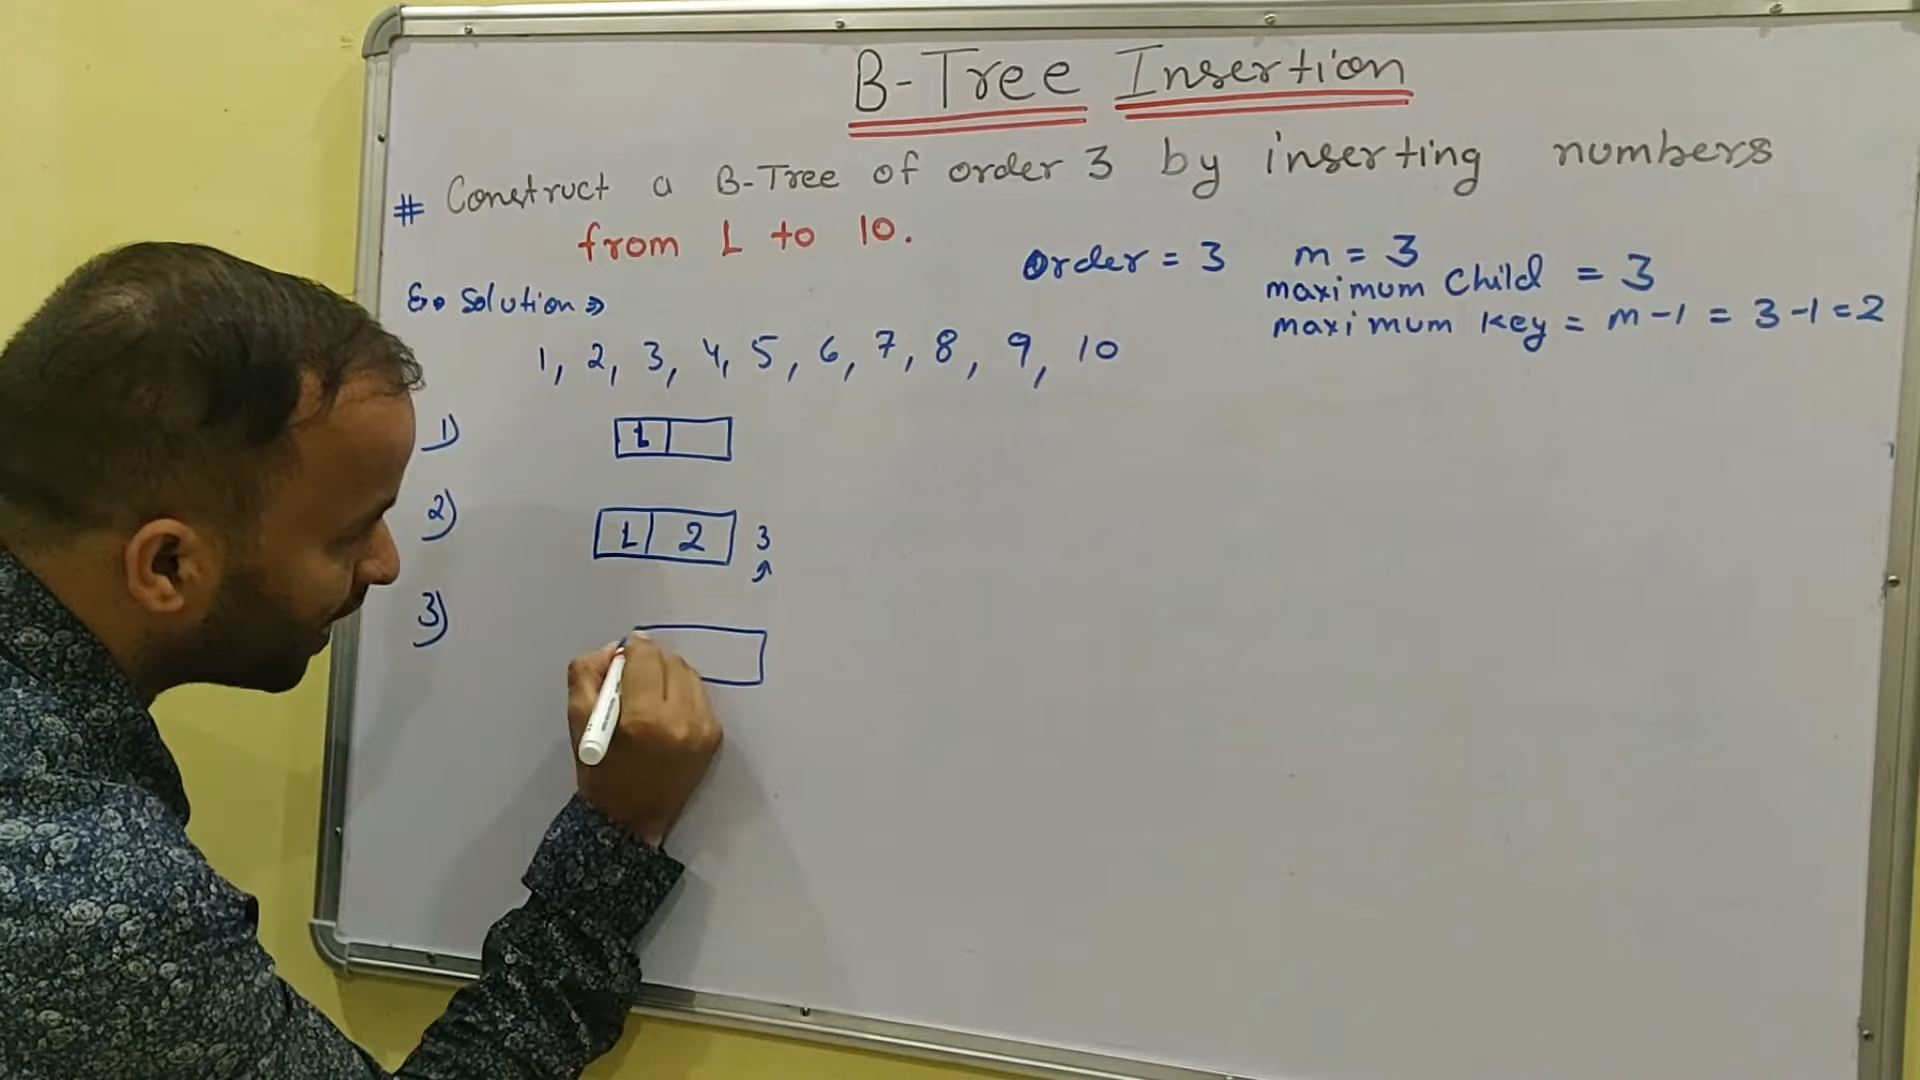 B-Tree Insertion
# Construct a B-Tree of order 3 by inserting numbers
from 1 to 10.
Order = 3 m = 3
maximum Child = 3
maximum key = m-1 = 3-1=2
Solution ⇒
1, 2, 3, 4, 5, 6, 7, 8, 9, 10
1) 1
2) 1 2 3
3)